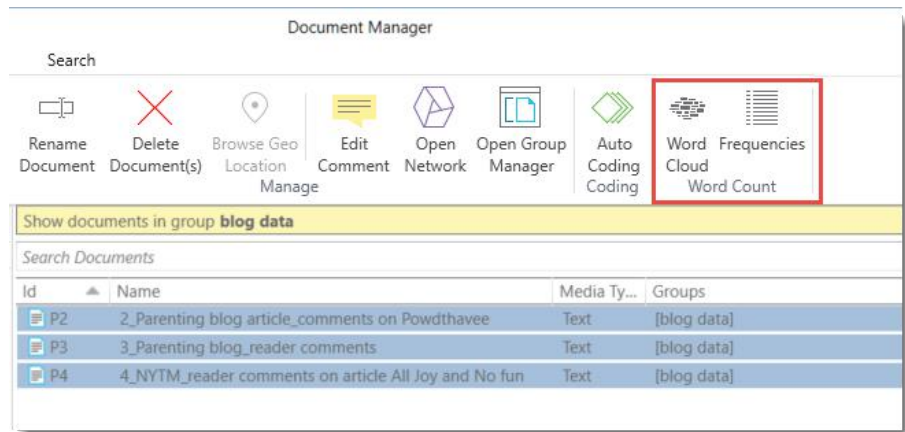 Document Manager
Search
Rename Document
Delete Document(s)
Browse Geo Location
Edit Comment
Open Network
Open Group Manager
Auto Coding
Word Cloud
Frequencies
Manage
Coding
Word Count
Show documents in group blog data
Search Documents
Id Name Media Ty... Groups
P2 2_Parenting blog article_comments on Powdthavee Text [blog data]
P3 3_Parenting blog_reader comments Text [blog data]
P4 4_NYTM_reader comments on article All Joy and No fun Text [blog data]